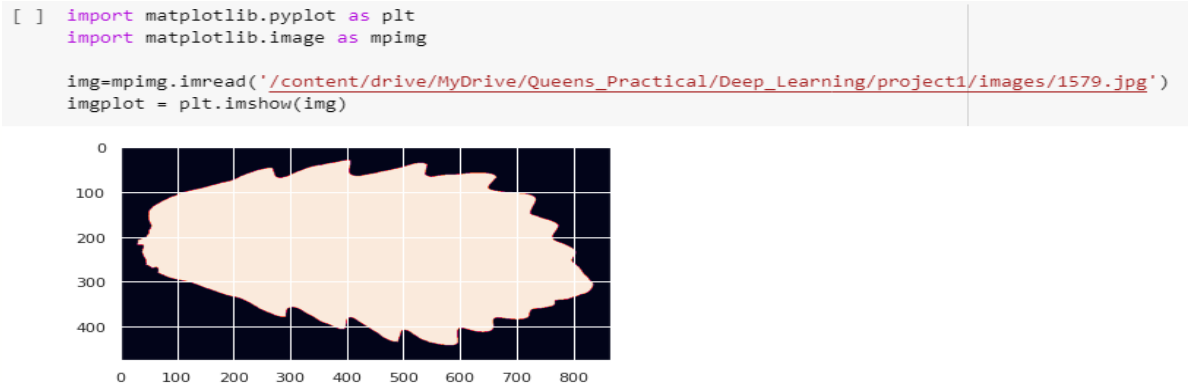 [ ] import matplotlib.pyplot as plt
import matplotlib.image as mpimg
img=mpimg.imread('/content/drive/MyDrive/Queens_Practical/Deep_Learning/project1/images/1579.jpg')
imgplot = plt.imshow(img)
0
100
200
300
400
0 100 200 300 400 500 600 700 800